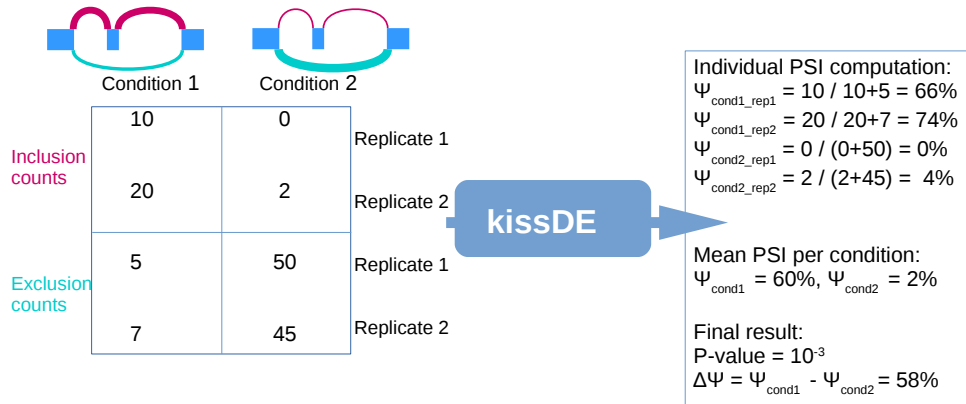 Condition 1
Condition 2
Inclusion
counts
10
0
Replicate 1
20
2
Replicate 2
Exclusion
counts
5
50
Replicate 1
7
45
Replicate 2
kissDE
Individual PSI computation:
Ψcond1_rep1 = 10 / 10+5 = 66%
Ψcond1_rep2 = 20 / 20+7 = 74%
Ψcond2_rep1 = 0 / (0+50) = 0%
Ψcond2_rep2 = 2 / (2+45) = 4%
Mean PSI per condition:
Ψcond1 = 60%, Ψcond2 = 2%
Final result:
P-value = 10-3
ΔΨ = Ψcond1 - Ψcond2 = 58%